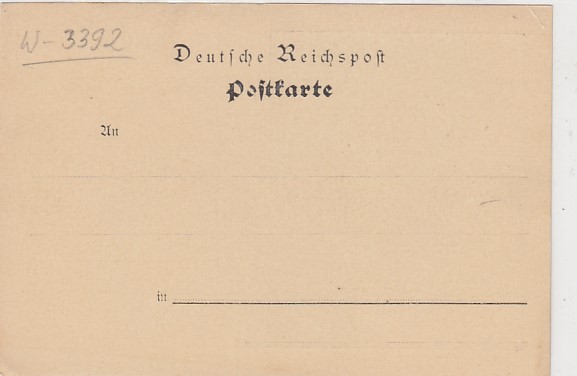 W-3392
Deutſche Reichspoſt
Poſtkarte
An
in